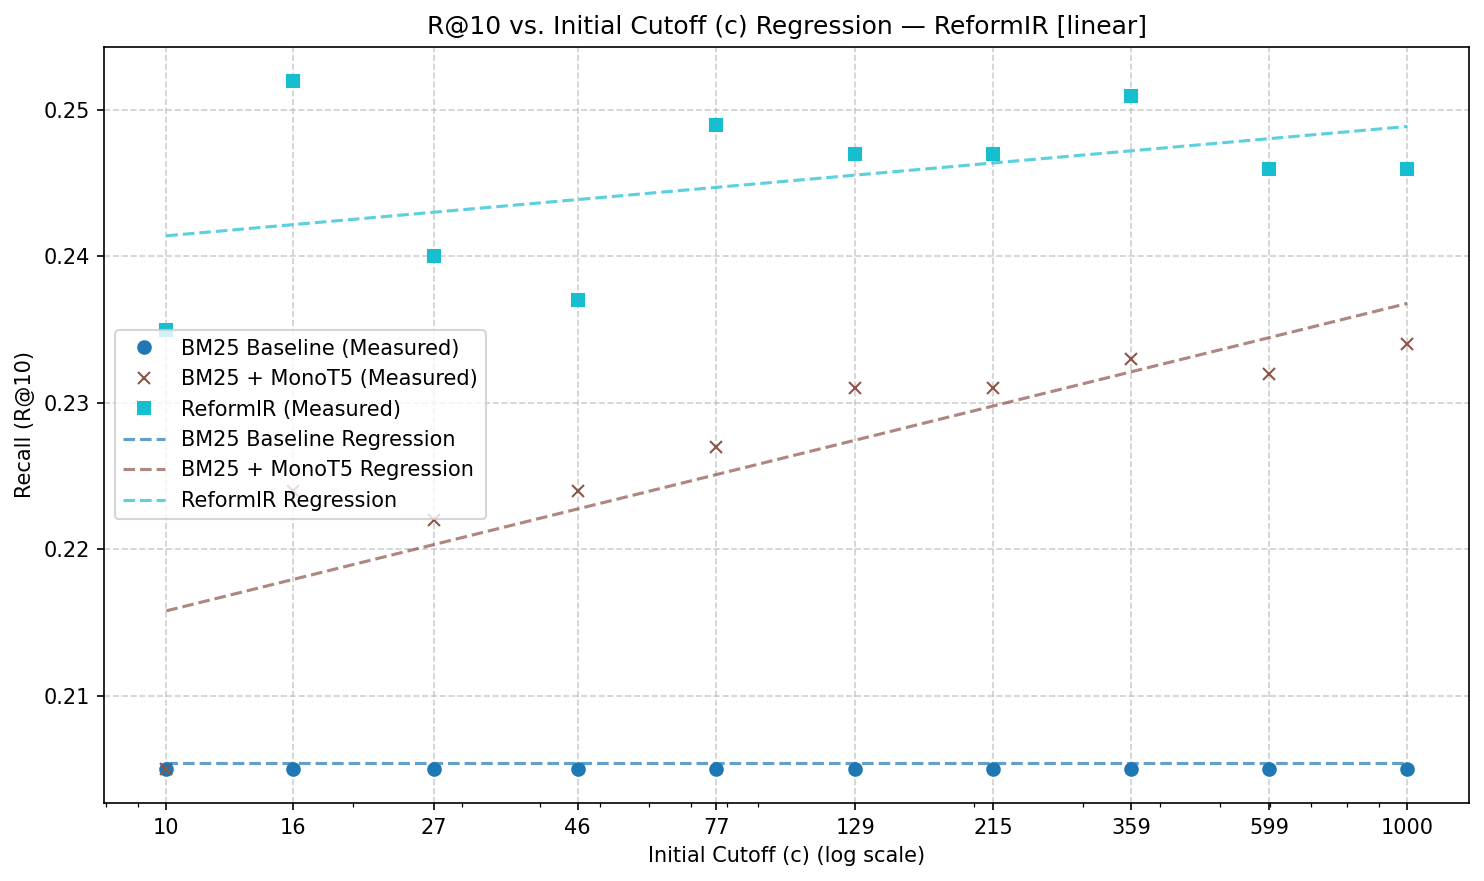 R@10 vs. Initial Cutoff (c) Regression — ReformIR [linear]
0.25
0.24
0.23
0.22
0.21
Recall (R@10)
BM25 Baseline (Measured)
BM25 + MonoT5 (Measured)
ReformIR (Measured)
BM25 Baseline Regression
BM25 + MonoT5 Regression
ReformIR Regression
10 16 27 46 77 129 215 359 599 1000
Initial Cutoff (c) (log scale)